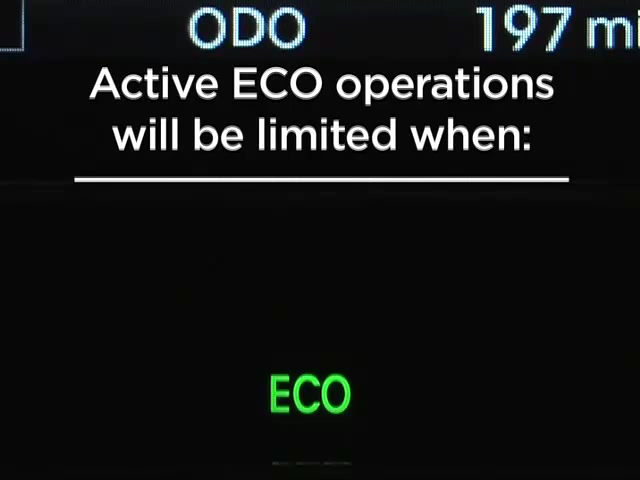 ODO 197 mi
Active ECO operations
will be limited when:
ECO